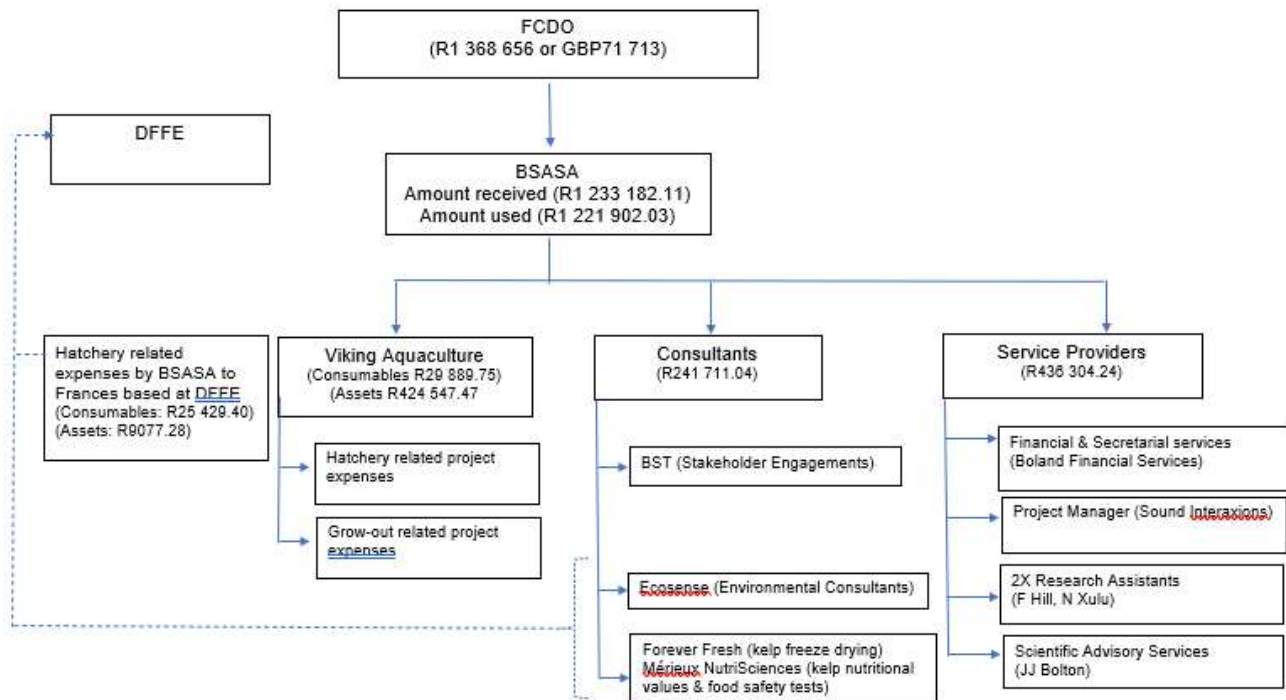 FCDO
(R1 368 656 or GBP71 713)
DFFE
BSASA
Amount received (R1 233 182.11)
Amount used (R1 221 902.03)
Hatchery related
expenses by BSASA to
Frances based at DFFE
(Consumables: R25 429.40)
(Assets: R9077.28)
Viking Aquaculture
(Consumables R29 889.75)
(Assets R424 547.47
Hatchery related project
expenses
Grow-out related project
expenses
Consultants
(R241 711.04)
BST (Stakeholder Engagements)
Ecosense (Environmental Consultants)
Forever Fresh (kelp freeze drying)
Mérieux NutriSciences (kelp nutritional
values & food safety tests)
Service Providers
(R436 304.24)
Financial & Secretarial services
(Boland Financial Services)
Project Manager (Sound Interaxions)
2X Research Assistants
(F Hill, N Xulu)
Scientific Advisory Services
(JJ Bolton)